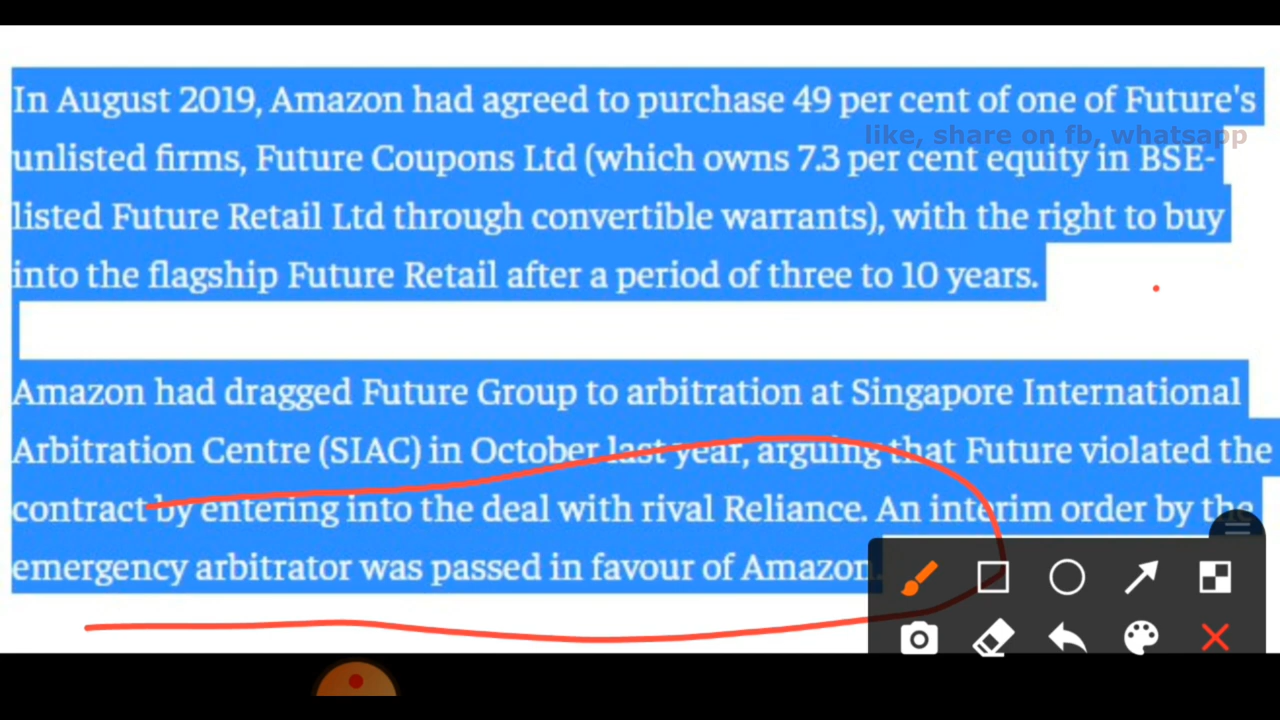 In August 2019, Amazon had agreed to purchase 49 per cent of one of Future's
like, share on fb, whatsapp
unlisted firms, Future Coupons Ltd (which owns 7.3 per cent equity in BSE-
listed Future Retail Ltd through convertible warrants), with the right to buy
into the flagship Future Retail after a period of three to 10 years.
Amazon had dragged Future Group to arbitration at Singapore International
Arbitration Centre (SIAC) in October last year, arguing that Future violated the
contract by entering into the deal with rival Reliance. An interim order by the
emergency arbitrator was passed in favour of Amazon.